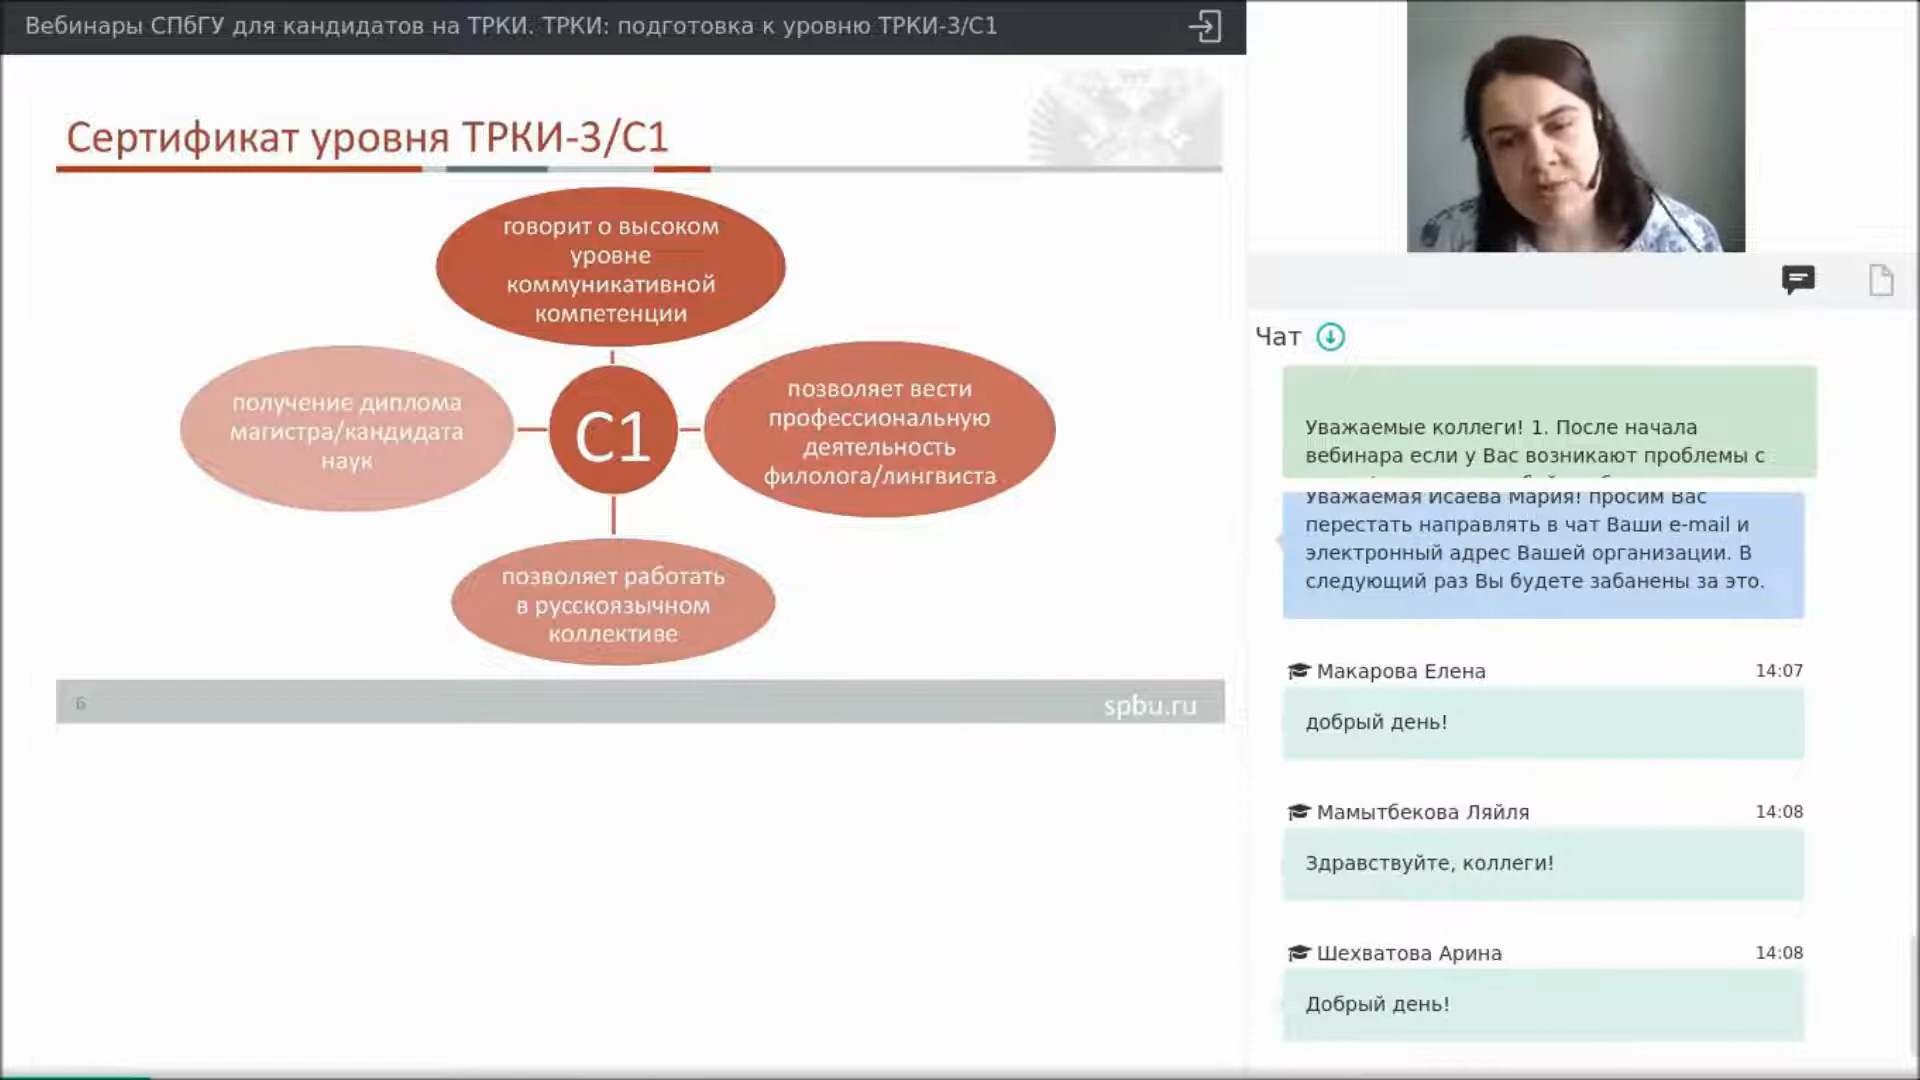 Вебинары СПбГУ для кандидатов на ТРКИ. ТРКИ: подготовка к уровню ТРКИ-3/С1
Сертификат уровня ТРКИ-3/С1
говорит о высоком
уровне
коммуникативной
компетенции
получение диплома
магистра/кандидата
наук
С1
позволяет вести
профессиональную
деятельность
филолога/лингвиста
позволяет работать
в русскоязычном
коллективе
6
spbu.ru
Чат
Уважаемые коллеги! 1. После начала
вебинара если у Вас возникают проблемы с
Уважаемая Исаева Мария! просим Вас
перестать направлять в чат Ваши e-mail и
электронный адрес Вашей организации. В
следующий раз Вы будете забанены за это.
Макарова Елена 14:07
добрый день!
Мамытбекова Ляйля 14:08
Здравствуйте, коллеги!
Шехватова Арина 14:08
Добрый день!